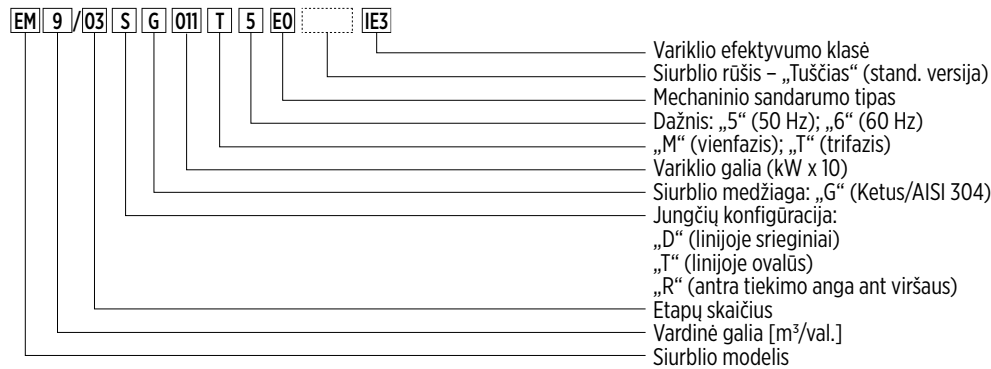 EM 9/03 S G 011 T 5 E0 IE3
Variklio efektyvumo klasė
Siurblio rūšis – „Tuščias“ (stand. versija)
Mechaninio sandarumo tipas
Dažnis: „5“ (50 Hz); „6“ (60 Hz)
„M“ (vienfazis); „T“ (trifazis)
Variklio galia (kW x 10)
Siurblio medžiaga: „G“ (Ketus/AISI 304)
Jungčių konfigūracija:
„D“ (linijoje srieginiai)
„T“ (linijoje ovalūs)
„R“ (antra tiekimo anga ant viršaus)
Etapų skaičius
Vardinė galia [m³/val.]
Siurblio modelis